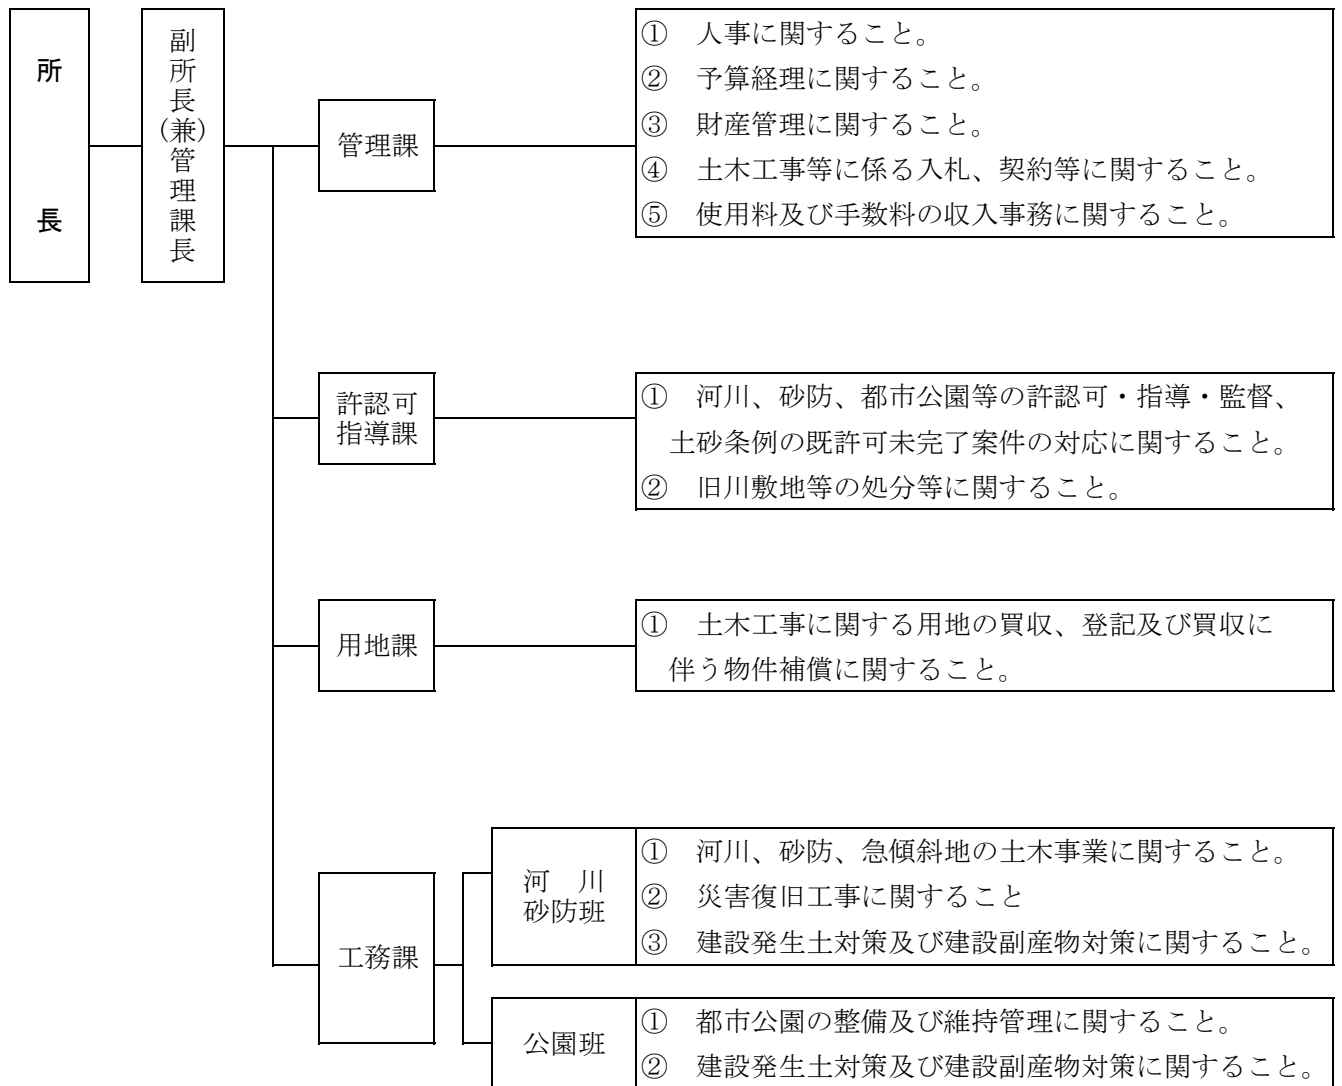 所長
副所長(兼)管理課長
管理課
① 人事に関すること。
② 予算経理に関すること。
③ 財産管理に関すること。
④ 土木工事等に係る入札、契約等に関すること。
⑤ 使用料及び手数料の収入事務に関すること。
許認可
指導課
① 河川、砂防、都市公園等の許認可・指導・監督、
土砂条例の既許可未完了案件の対応に関すること。
② 旧川敷地等の処分等に関すること。
用地課
① 土木工事に関する用地の買収、登記及び買収に
伴う物件補償に関すること。
工務課
河 川
砂防班
① 河川、砂防、急傾斜地の土木事業に関すること。
② 災害復旧工事に関すること
③ 建設発生土対策及び建設副産物対策に関すること。
公園班
① 都市公園の整備及び維持管理に関すること。
② 建設発生土対策及び建設副産物対策に関すること。